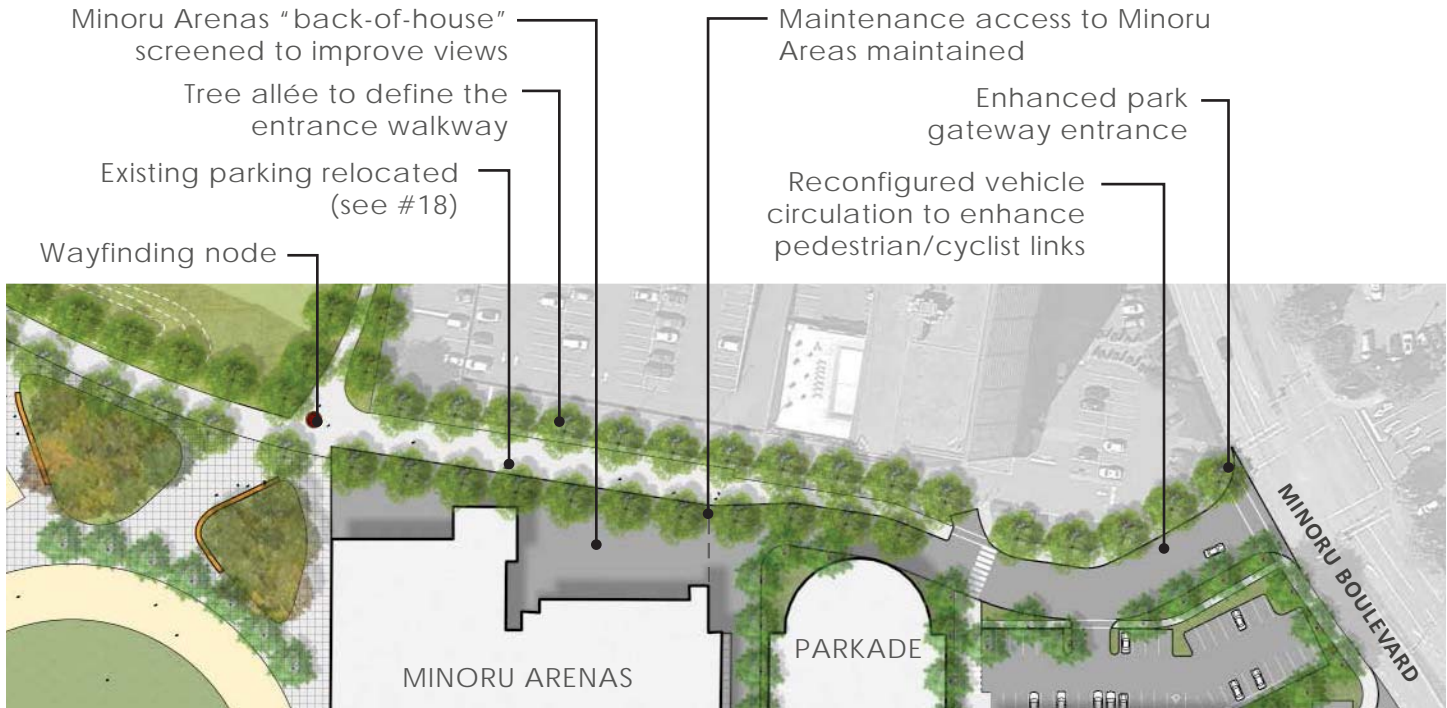 Minoru Arenas “back-of-house”
screened to improve views
Tree allée to define the
entrance walkway
Existing parking relocated
(see #18)
Wayfinding node
Maintenance access to Minoru
Areas maintained
Enhanced park
gateway entrance
Reconfigured vehicle
circulation to enhance
pedestrian/cyclist links
MINORU BOULEVARD
PARKADE
MINORU ARENAS